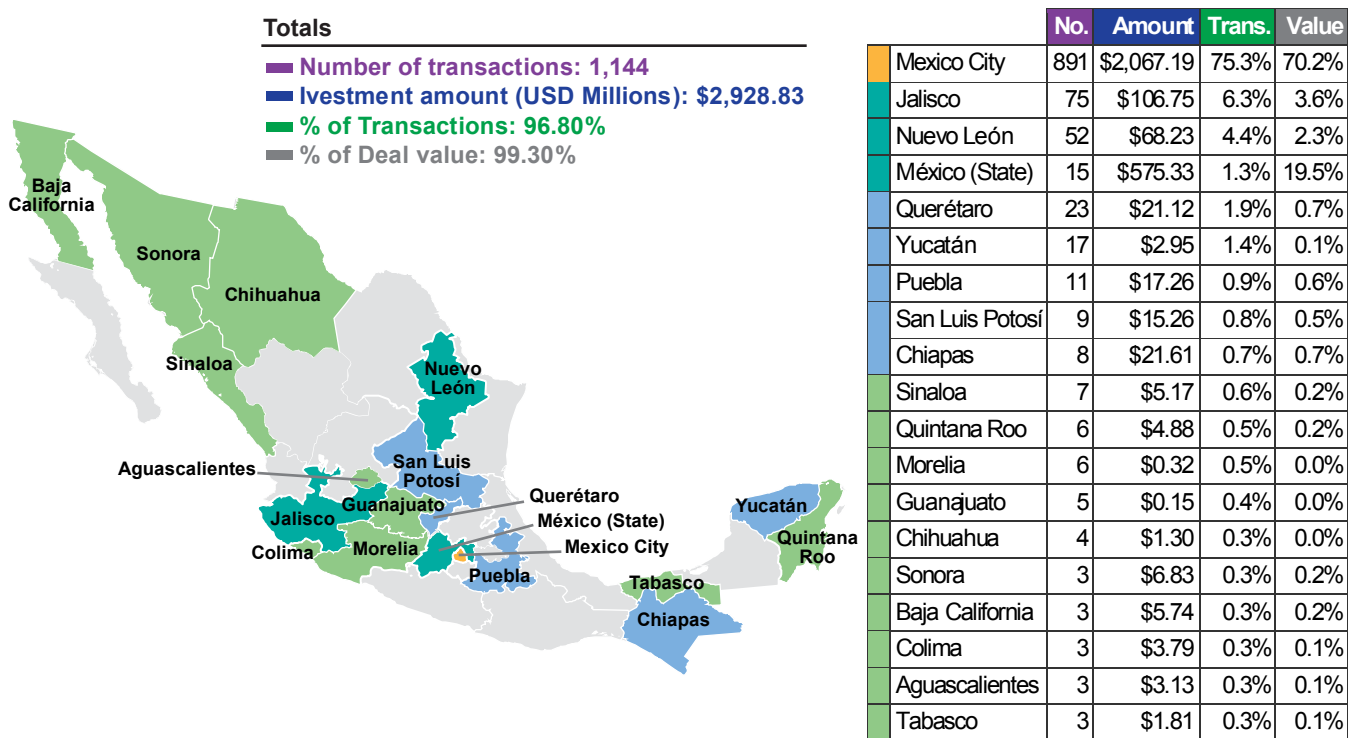 Totals
Number of transactions: 1,144
Ivestment amount (USD Millions): $2,928.83
% of Transactions: 96.80%
% of Deal value: 99.30%
Baja
California
Sonora
Chihuahua
Sinaloa
Nuevo
León
Aguascalientes
San Luis
Potosí
Guanajuato
Jalisco
Querétaro
México (State)
Mexico City
Colima
Morelia
Puebla
Yucatán
Quintana
Roo
Tabasco
Chiapas
No. Amount Trans. Value
Mexico City 891 $2,067.19 75.3% 70.2%
Jalisco 75 $106.75 6.3% 3.6%
Nuevo León 52 $68.23 4.4% 2.3%
México (State) 15 $575.33 1.3% 19.5%
Querétaro 23 $21.12 1.9% 0.7%
Yucatán 17 $2.95 1.4% 0.1%
Puebla 11 $17.26 0.9% 0.6%
San Luis Potosí 9 $15.26 0.8% 0.5%
Chiapas 8 $21.61 0.7% 0.7%
Sinaloa 7 $5.17 0.6% 0.2%
Quintana Roo 6 $4.88 0.5% 0.2%
Morelia 6 $0.32 0.5% 0.0%
Guanajuato 5 $0.15 0.4% 0.0%
Chihuahua 4 $1.30 0.3% 0.0%
Sonora 3 $6.83 0.3% 0.2%
Baja California 3 $5.74 0.3% 0.2%
Colima 3 $3.79 0.3% 0.1%
Aguascalientes 3 $3.13 0.3% 0.1%
Tabasco 3 $1.81 0.3% 0.1%